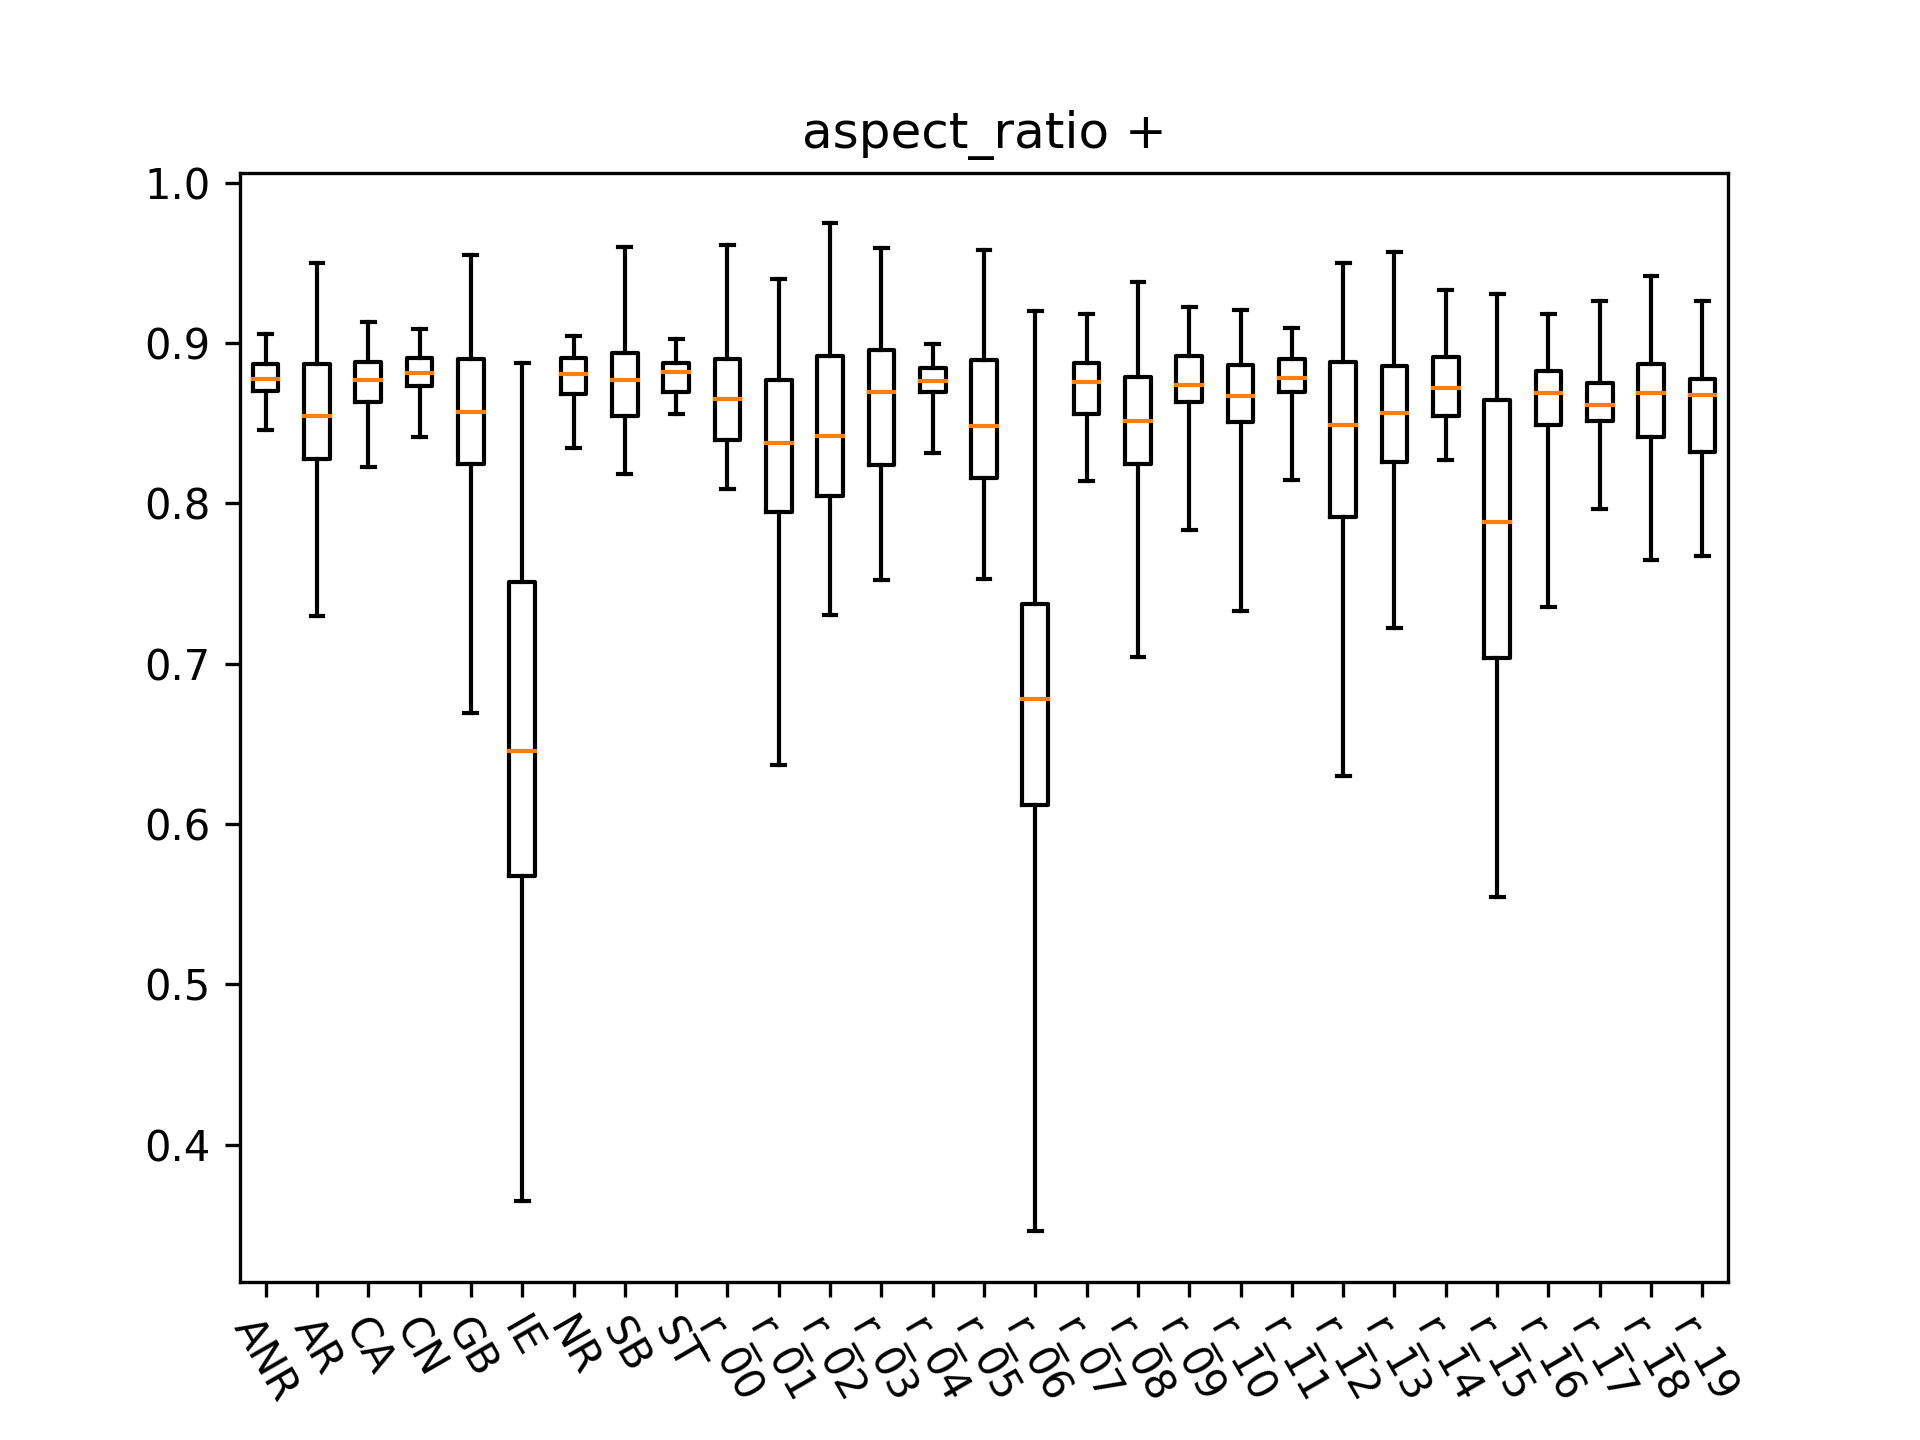 aspect_ratio +
1.0
0.9
0.8
0.7
0.6
0.5
0.4
ANR
AR
CA
CN
GB
IE
NR
SB
ST
r_00
r_01
r_02
r_03
r_04
r_05
r_06
r_07
r_08
r_09
r_10
r_11
r_12
r_13
r_14
r_15
r_16
r_17
r_18
r_19